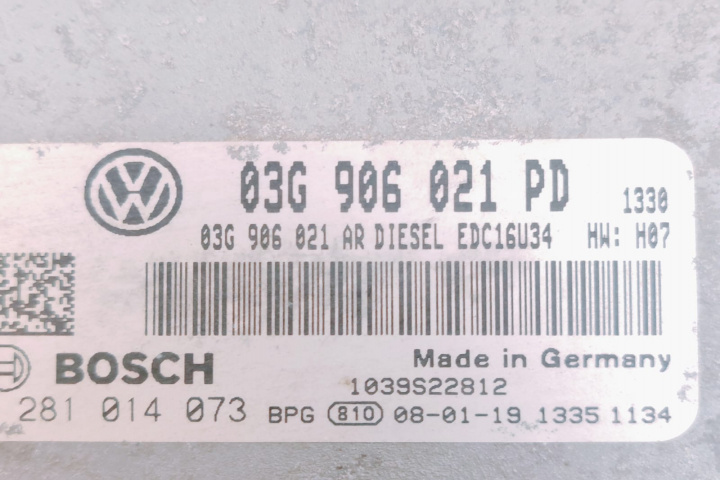 03G 906 021 PD 1330
03G 906 021 AR DIESEL EDC16U34 HW: H07
BOSCH Made in Germany
1039S22812
281 014 073 BPG 810 08-01-19 1335 1134